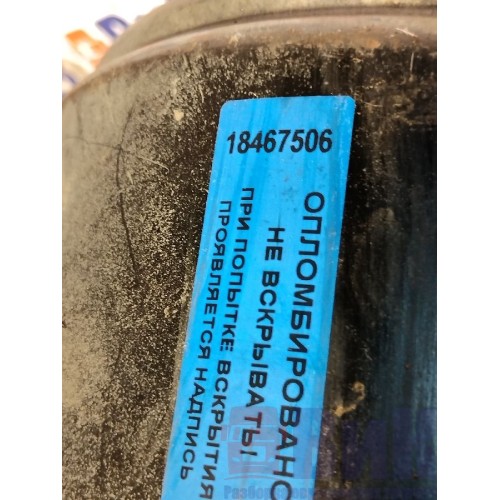 18467506
ОПЛОМБИРОВАНО
НЕ ВСКРЫВАТЬ!
ПРИ ПОПЫТКЕ ВСКРЫТИЯ
ПРОЯВЛЯЕТСЯ НАДПИСЬ